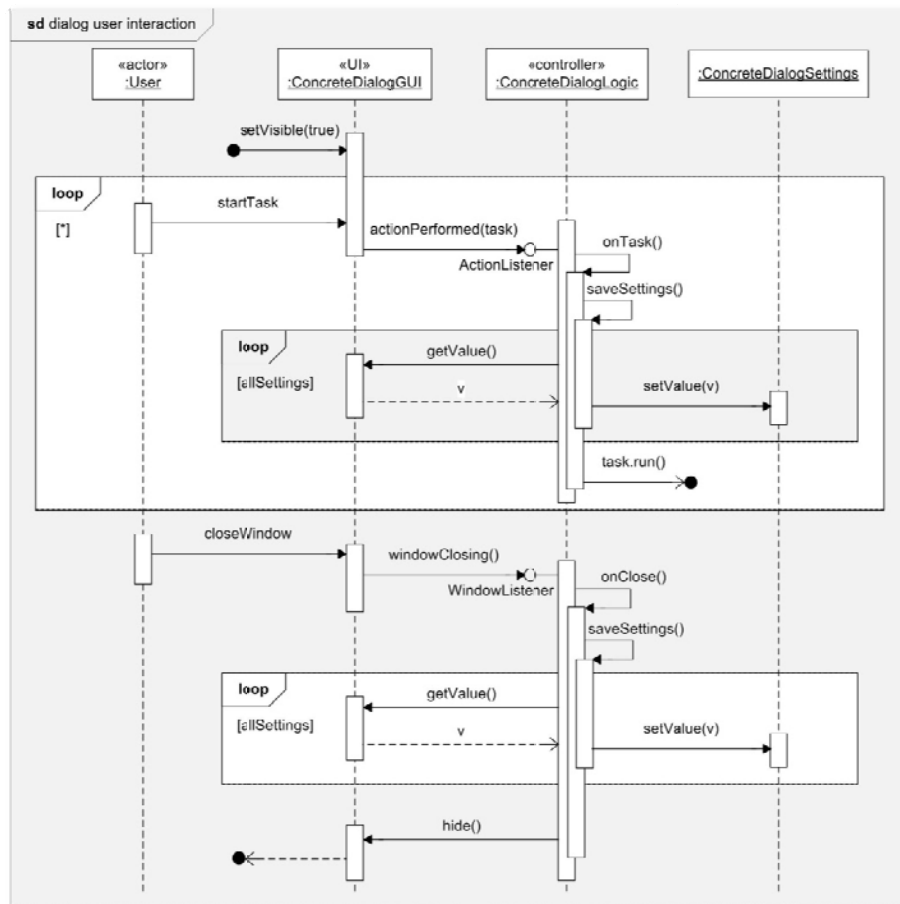 sd dialog user interaction
«actor»
:User
«UI»
:ConcreteDialogGUI
«controller»
:ConcreteDialogLogic
:ConcreteDialogSettings
setVisible(true)
loop
[*]
startTask
actionPerformed(task)
ActionListener
onTask()
saveSettings()
loop
[allSettings]
getValue()
v
setValue(v)
task.run()
closeWindow
windowClosing()
WindowListener
onClose()
saveSettings()
loop
[allSettings]
getValue()
v
setValue(v)
hide()